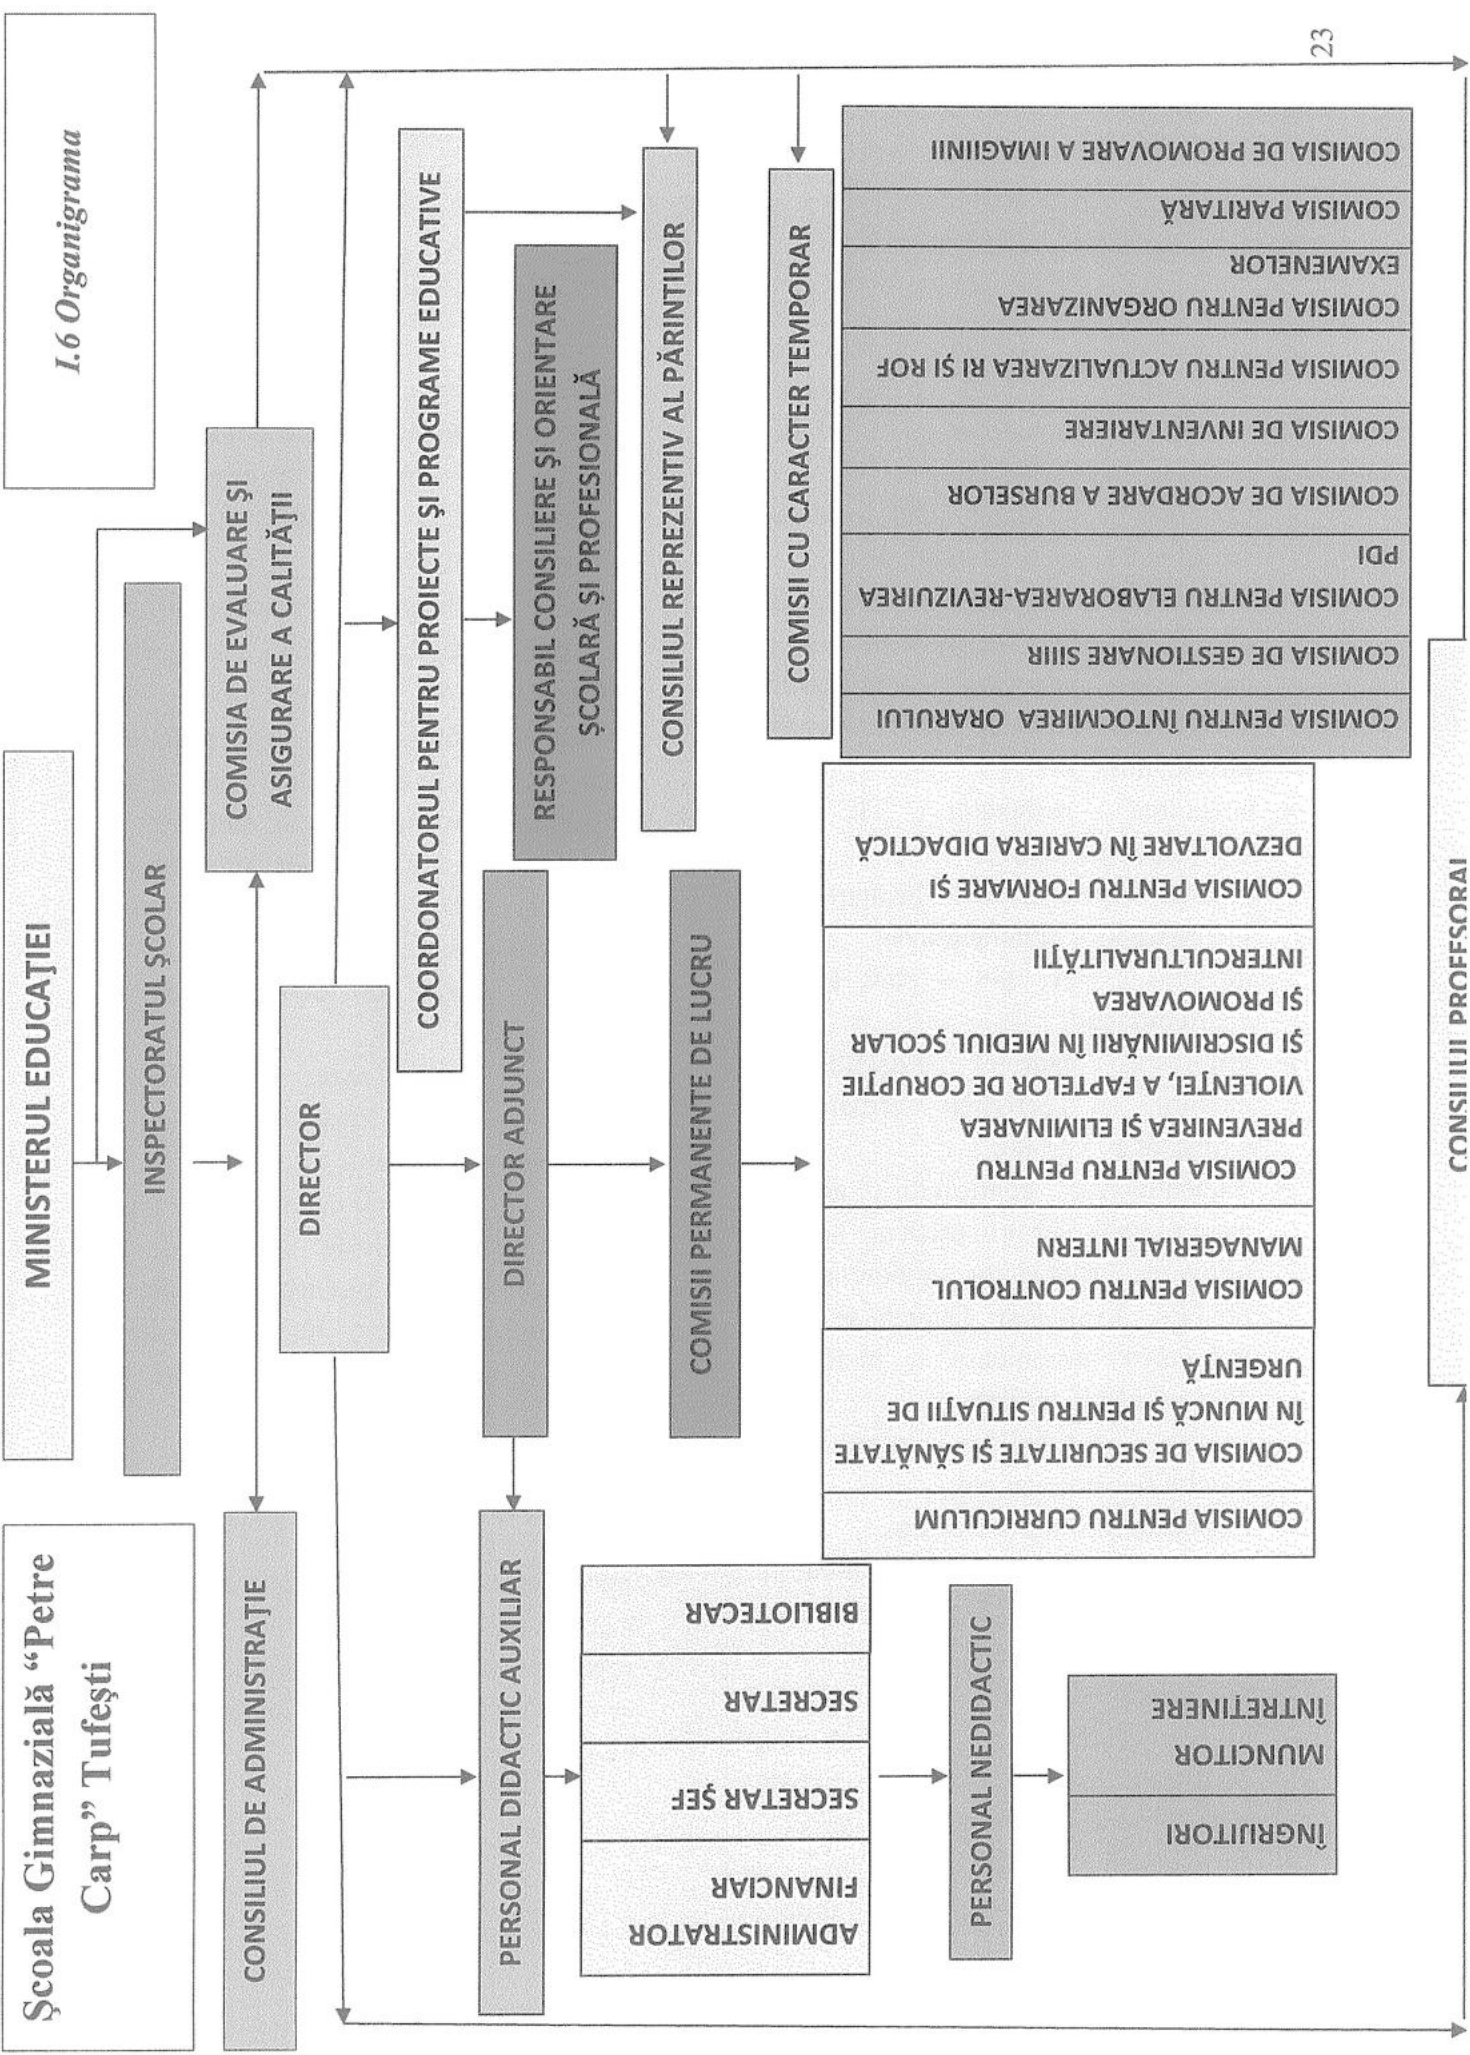 Școala Gimnazială “Petre
Carp” Tufești
I.6 Organigrama
MINISTERUL EDUCAȚIEI
INSPECTORATUL ȘCOLAR
CONSILIUL DE ADMINISTRAȚIE
COMISIA DE EVALUARE ȘI
ASIGURARE A CALITĂȚII
DIRECTOR
COORDONATORUL PENTRU PROIECTE ȘI PROGRAME EDUCATIVE
PERSONAL DIDACTIC AUXILIAR
DIRECTOR ADJUNCT
RESPONSABIL CONSILIERE ȘI ORIENTARE
ȘCOLARĂ ȘI PROFESIONALĂ
ADMINISTRATOR
FINANCIAR
SECRETAR ȘEF
SECRETAR
BIBLIOTECAR
COMISII PERMANENTE DE LUCRU
CONSILIUL REPREZENTIV AL PĂRINTILOR
COMISII CU CARACTER TEMPORAR
COMISIA PENTRU CURRICULUM
COMISIA DE SECURITATE ȘI SĂNĂTATE
ÎN MUNCĂ ȘI PENTRU SITUAȚII DE
URGENȚĂ
COMISIA PENTRU CONTROLUL
MANAGERIAL INTERN
COMISIA PENTRU PENTRU
PREVENIREA ȘI ELIMINAREA
VIOLENȚEI, A FAPTELOR DE CORUPȚIE
ȘI DISCRIMINĂRII ÎN MEDIUL ȘCOLAR
ȘI PROMOVAREA
INTERCULTURALITĂȚII
COMISIA PENTRU FORMARE ȘI
DEZVOLTARE ÎN CARIERA DIDACTICĂ
COMISIA PENTRU ÎNTOCMIREA ORARULUI
COMISIA DE GESTIONARE SIIIR
COMISIA PENTRU ELABORAREA-REVIZUIREA
PDI
COMISIA DE ACORDARE A BURSELOR
COMISIA DE INVENTARIERE
COMISIA PENTRU ACTUALIZAREA RI ȘI ROF
COMISIA PENTRU ORGANIZAREA
EXAMENELOR
COMISIA PARITARĂ
COMISIA DE PROMOVARE A IMAGINII
PERSONAL NEDIDACTIC
ÎNGRIJITORI
MUNCITOR
ÎNTREȚINERE
CONSILIUL PROFESORAL
23